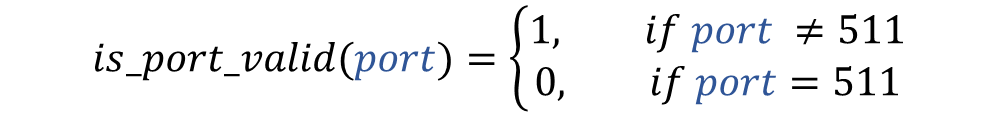 is_port_valid(port) = {1, if port ≠ 511
0, if port = 511